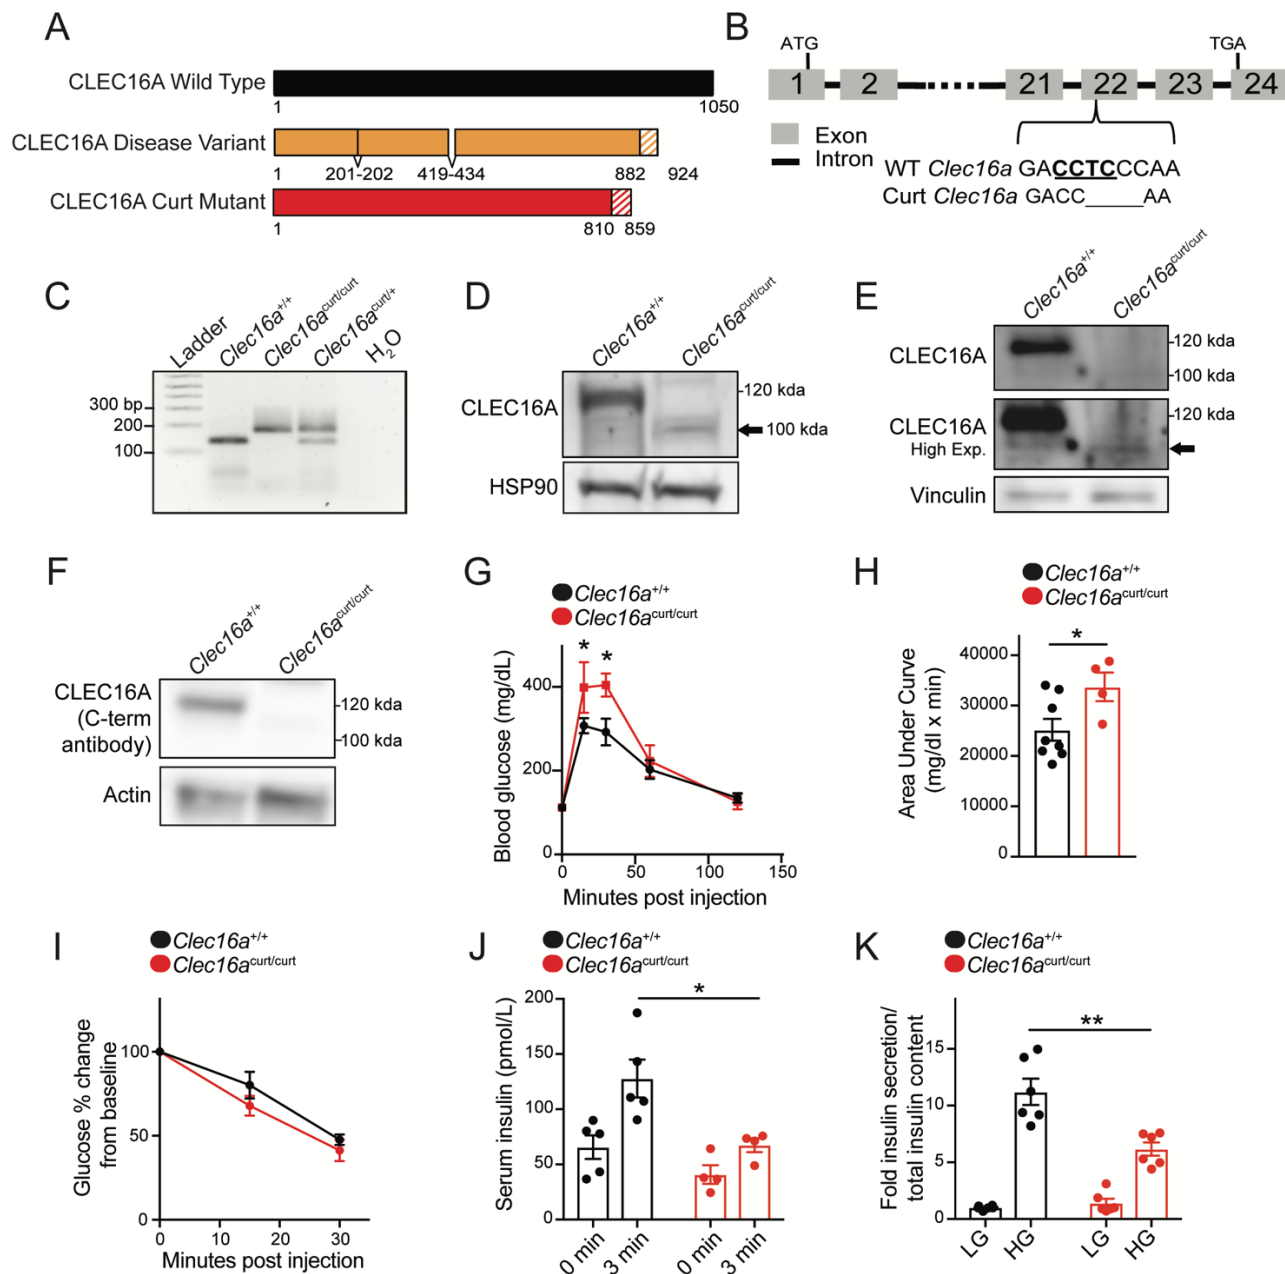 A
CLEC16A Wild Type
1 1050
CLEC16A Disease Variant
1 201-202 419-434 882 924
CLEC16A Curt Mutant
1 810 859
B
ATG TGA
1 2 21 22 23 24
Exon
Intron
WT Clec16a GACCTCCCAA
Curt Clec16a GACC_____AA
C
Ladder Clec16a+/+ Clec16acurt/curt Clec16acurt/+ H2O
300 bp
200
100
D
Clec16a+/+ Clec16acurt/curt
CLEC16A
120 kda
100 kda
HSP90
E
Clec16a+/+ Clec16acurt/curt
CLEC16A
120 kda
100 kda
CLEC16A
High Exp.
120 kda
Vinculin
F
Clec16a+/+ Clec16acurt/curt
CLEC16A
(C-term
antibody)
120 kda
100 kda
Actin
G
Clec16a+/+
Clec16acurt/curt
* *
Blood glucose (mg/dL)
400
200
0
0 50 100 150
Minutes post injection
H
Clec16a+/+
Clec16acurt/curt
*
Area Under Curve
(mg/dl x min)
40000
30000
20000
10000
0
I
Clec16a+/+
Clec16acurt/curt
Glucose % change
from baseline
100
50
0
0 10 20 30
Minutes post injection
J
Clec16a+/+
Clec16acurt/curt
*
Serum insulin (pmol/L)
200
150
100
50
0
0 min 3 min 0 min 3 min
K
Clec16a+/+
Clec16acurt/curt
**
Fold insulin secretion/
total insulin content
15
10
5
0
LG HG LG HG